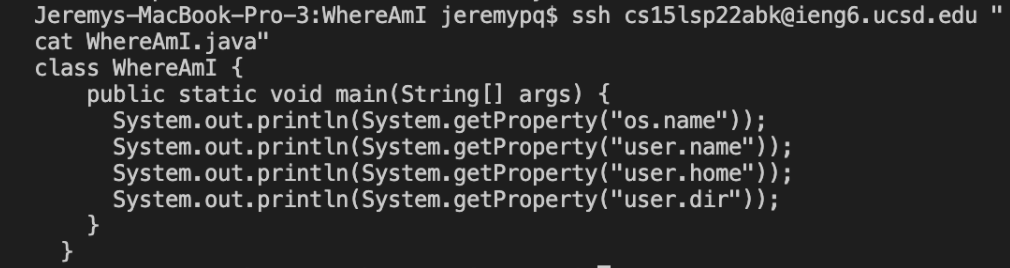 Jeremys-MacBook-Pro-3:WhereAmI jeremypq$ ssh cs15lsp22abk@ieng6.ucsd.edu "
cat WhereAmI.java"
class WhereAmI {
    public static void main(String[] args) {
      System.out.println(System.getProperty("os.name"));
      System.out.println(System.getProperty("user.name"));
      System.out.println(System.getProperty("user.home"));
      System.out.println(System.getProperty("user.dir"));
    }
  }